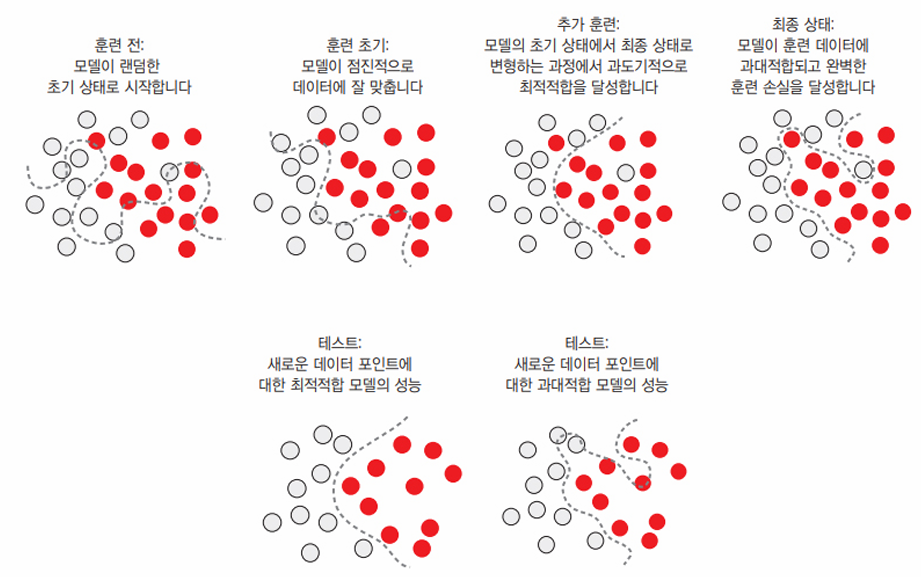 훈련 전:
모델이 랜덤한
초기 상태로 시작합니다
훈련 초기:
모델이 점진적으로
데이터에 잘 맞춥니다
추가 훈련:
모델의 초기 상태에서 최종 상태로
변형하는 과정에서 과도기적으로
최적적합을 달성합니다
최종 상태:
모델이 훈련 데이터에
과대적합되고 완벽한
훈련 손실을 달성합니다
테스트:
새로운 데이터 포인트에
대한 최적적합 모델의 성능
테스트:
새로운 데이터 포인트에
대한 과대적합 모델의 성능